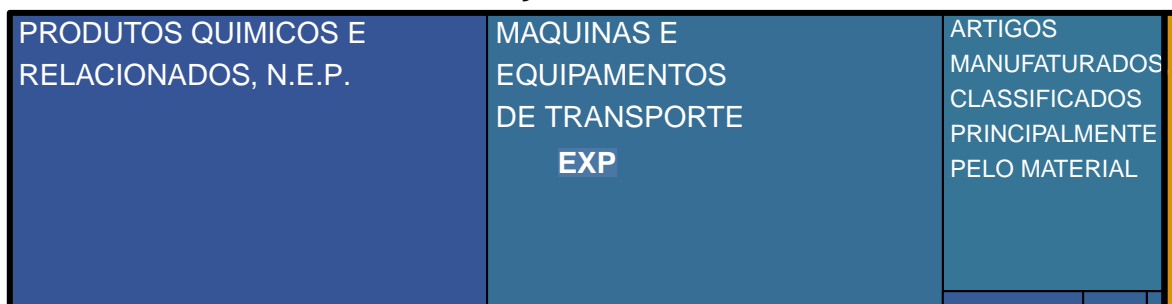 PRODUTOS QUIMICOS E
RELACIONADOS, N.E.P.
MAQUINAS E
EQUIPAMENTOS
DE TRANSPORTE
EXP
ARTIGOS
MANUFATURADOS
CLASSIFICADOS
PRINCIPALMENTE
PELO MATERIAL